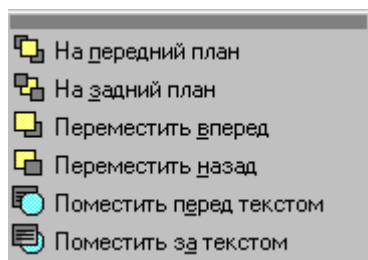 На передний план
На задний план
Переместить вперед
Переместить назад
Поместить перед текстом
Поместить за текстом